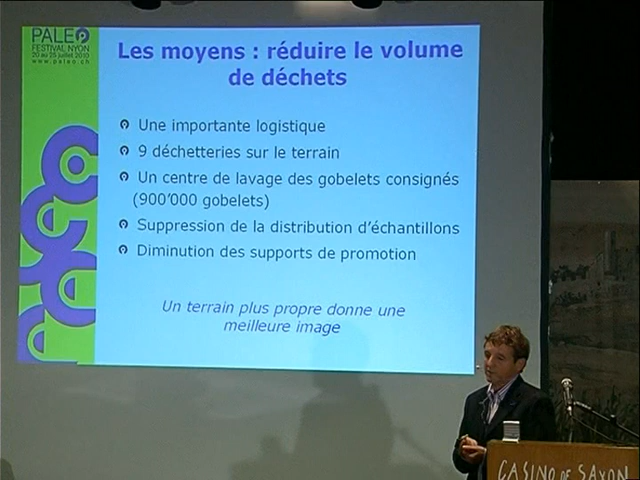 PALEO
FESTIVAL NYON
20 au 25 juillet 2010
www.paleo.ch
Les moyens : réduire le volume
de déchets
Une importante logistique
9 déchetteries sur le terrain
Un centre de lavage des gobelets consignés
(900'000 gobelets)
Suppression de la distribution d'échantillons
Diminution des supports de promotion
Un terrain plus propre donne une
meilleure image
CASINO DE SAXON